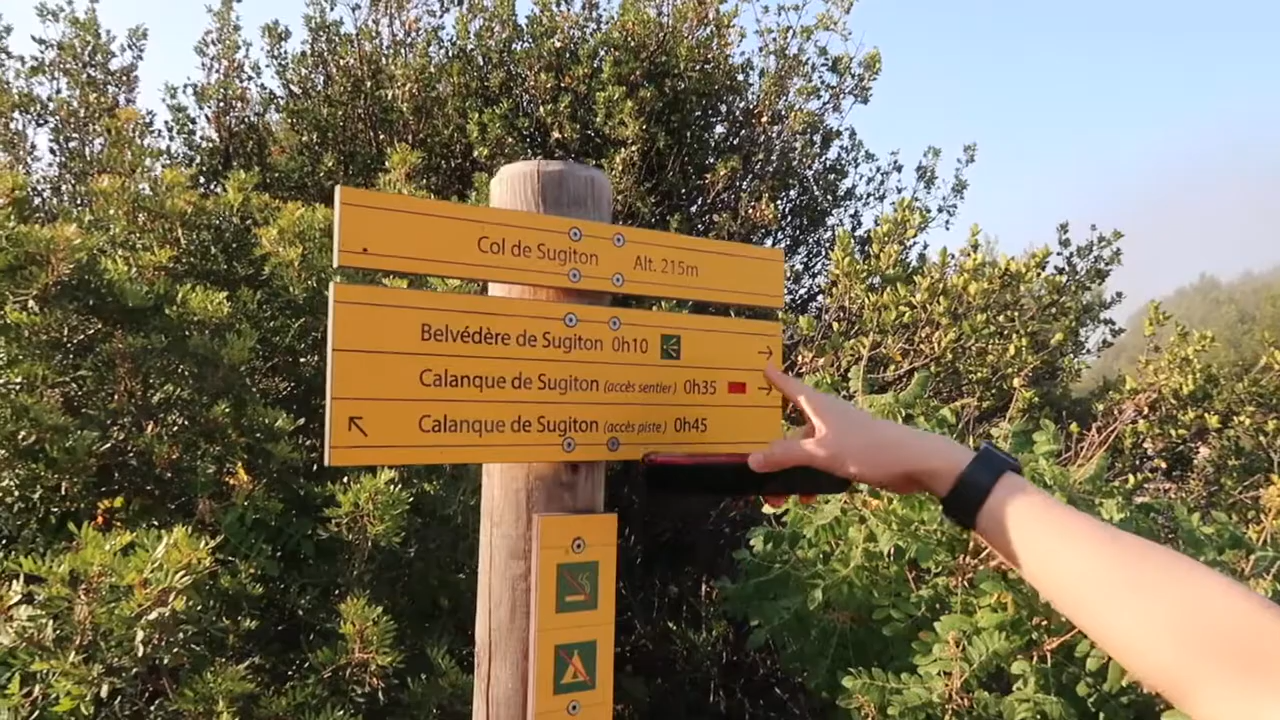 Col de Sugiton Alt. 215m
Belvédère de Sugiton 0h10
Calanque de Sugiton (accès sentier) 0h35
Calanque de Sugiton (accès piste) 0h45